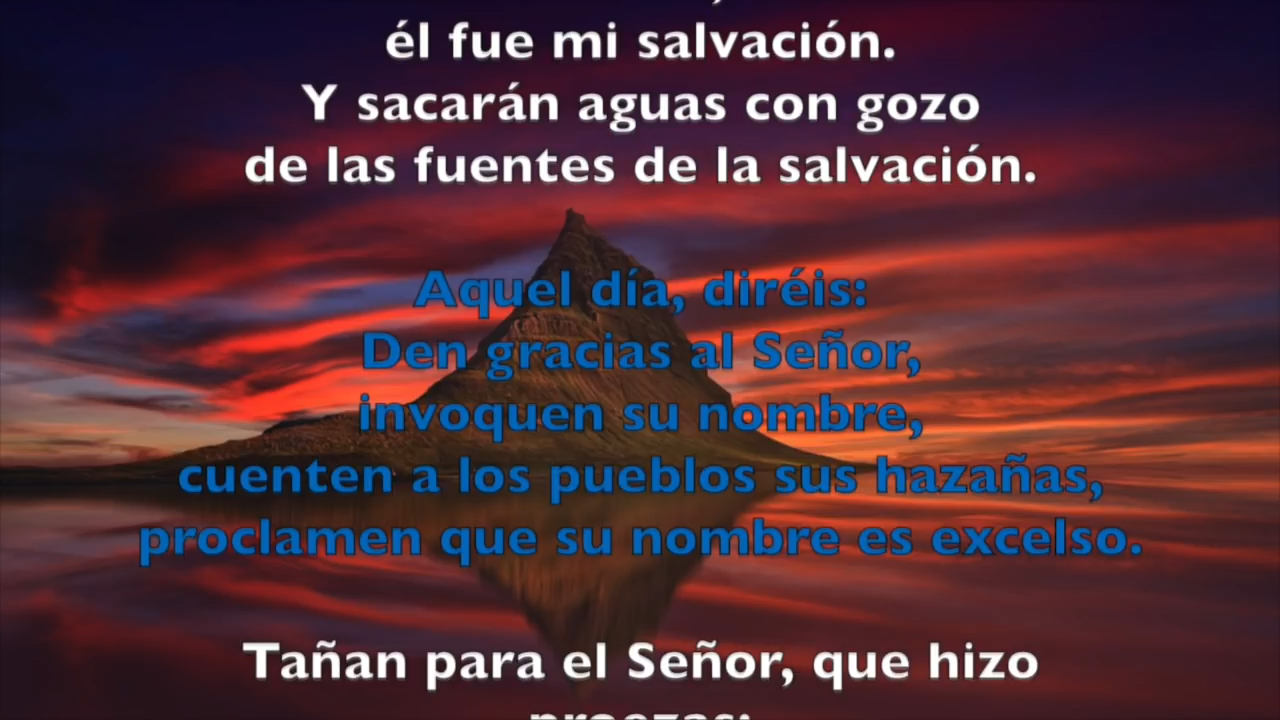 él fue mi salvación.
Y sacarán aguas con gozo
de las fuentes de la salvación.
Aquel día, diréis:
Den gracias al Señor,
invoquen su nombre,
cuenten a los pueblos sus hazañas,
proclamen que su nombre es excelso.
Tañan para el Señor, que hizo